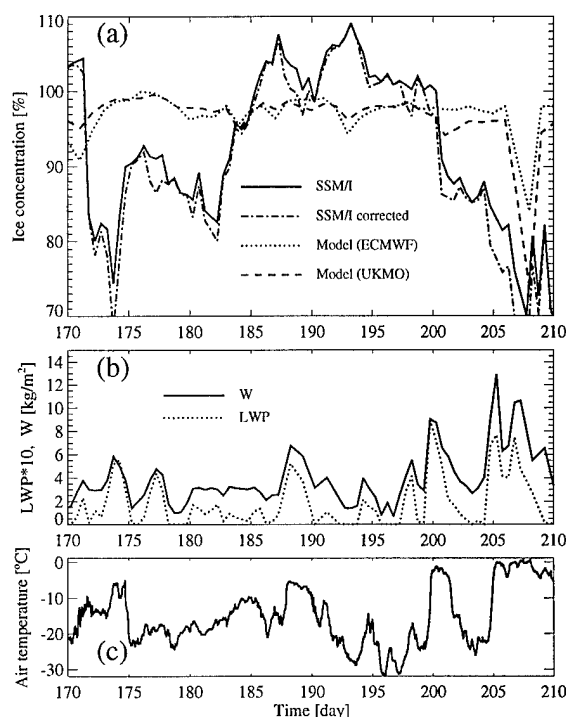 (a)
Ice concentration [%]
110
100
90
80
70
SSM/I
SSM/I corrected
Model (ECMWF)
Model (UKMO)
170 175 180 185 190 195 200 205 210
(b)
LWP*10, W [kg/m²]
14
12
10
8
6
4
2
0
W
LWP
170 175 180 185 190 195 200 205 210
(c)
Air temperature [°C]
0
-10
-20
-30
170 175 180 185 190 195 200 205 210
Time [day]